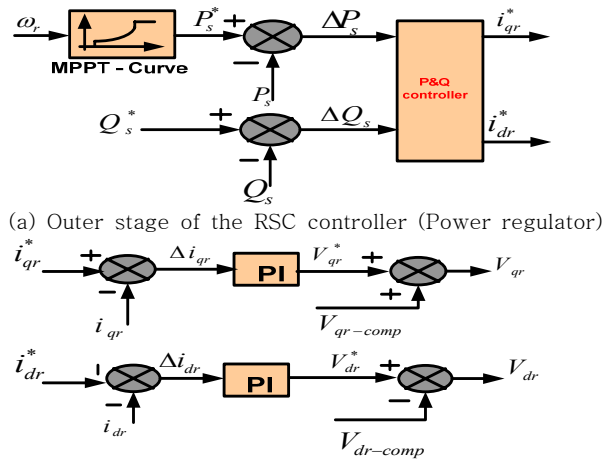 ω_r P_s^* + ΔP_s i_qr^*
MPPT - Curve −
P&Q
controller
P_s
Q_s^* + ΔQ_s i_dr^*
−
Q_s
(a) Outer stage of the RSC controller (Power regulator)
i_qr^* + Δi_qr PI V_qr^* + V_qr
− +
i_qr V_qr-comp
i_dr^* Δi_dr PI V_dr^* + V_dr
− −
i_dr V_dr-comp